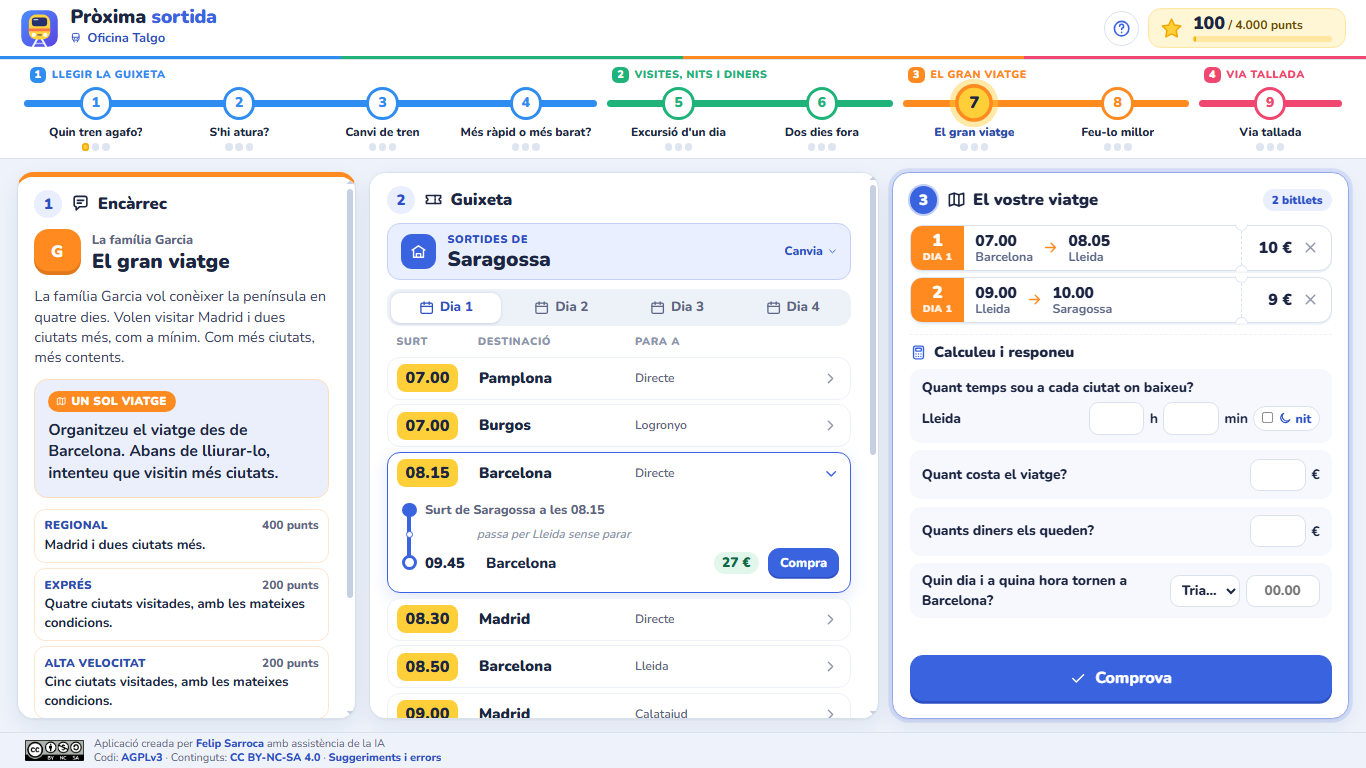 Pròxima sortida
Oficina Talgo
100 / 4.000 punts
1 LLEGIR LA GUIXETA
2 VISITES, NITS I DINERS
3 EL GRAN VIATGE
4 VIA TALLADA
1 2 3 4 5 6 7 8 9
Quin tren agafo?
S'hi atura?
Canvi de tren
Més ràpid o més barat?
Excursió d'un dia
Dos dies fora
El gran viatge
Feu-lo millor
Via tallada
1 Encàrrec
G
La família Garcia
El gran viatge
La família Garcia vol conèixer la península en
quatre dies. Volen visitar Madrid i dues
ciutats més, com a mínim. Com més ciutats,
més contents.
UN SOL VIATGE
Organitzeu el viatge des de
Barcelona. Abans de lliurar-lo,
intenteu que visitin més ciutats.
REGIONAL 400 punts
Madrid i dues ciutats més.
EXPRÉS 200 punts
Quatre ciutats visitades, amb les mateixes
condicions.
ALTA VELOCITAT 200 punts
Cinc ciutats visitades, amb les mateixes
condicions.
2 Guixeta
SORTIDES DE
Saragossa
Canvia
Dia 1 Dia 2 Dia 3 Dia 4
SURT DESTINACIÓ PARA A
07.00 Pamplona Directe
07.00 Burgos Logronyo
08.15 Barcelona Directe
Surt de Saragossa a les 08.15
passa per Lleida sense parar
09.45 Barcelona 27 € Compra
08.30 Madrid Directe
08.50 Barcelona Lleida
09.00 Madrid Calataiud
3 El vostre viatge 2 bitllets
1 DIA 1 07.00 Barcelona → 08.05 Lleida 10 €
2 DIA 1 09.00 Lleida → 10.00 Saragossa 9 €
Calculeu i responeu
Quant temps sou a cada ciutat on baixeu?
Lleida h min nit
Quant costa el viatge? €
Quants diners els queden? €
Quin dia i a quina hora tornen a
Barcelona?
Tria... 00.00
Comprova
CC BY NC SA
Aplicació creada per Felip Sarroca amb assistència de la IA
Codi: AGPLv3 · Continguts: CC BY-NC-SA 4.0 · Suggeriments i errors